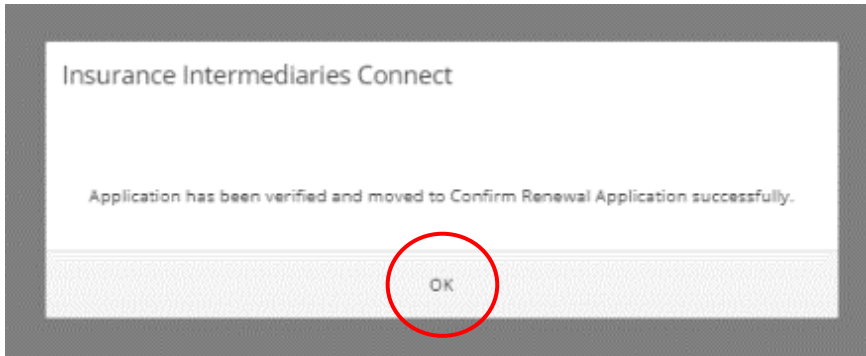 Insurance Intermediaries Connect
Application has been verified and moved to Confirm Renewal Application successfully.
OK